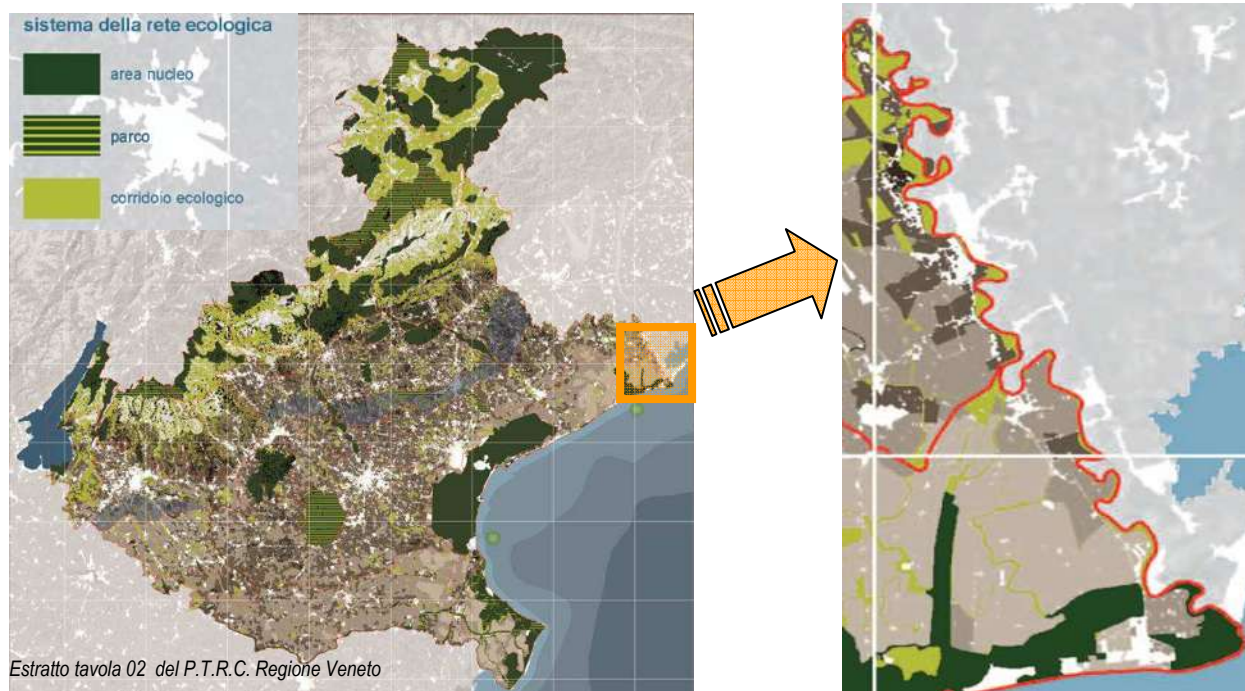 sistema della rete ecologica
area nucleo
parco
corridoio ecologico
Estratto tavola 02 del P.T.R.C. Regione Veneto